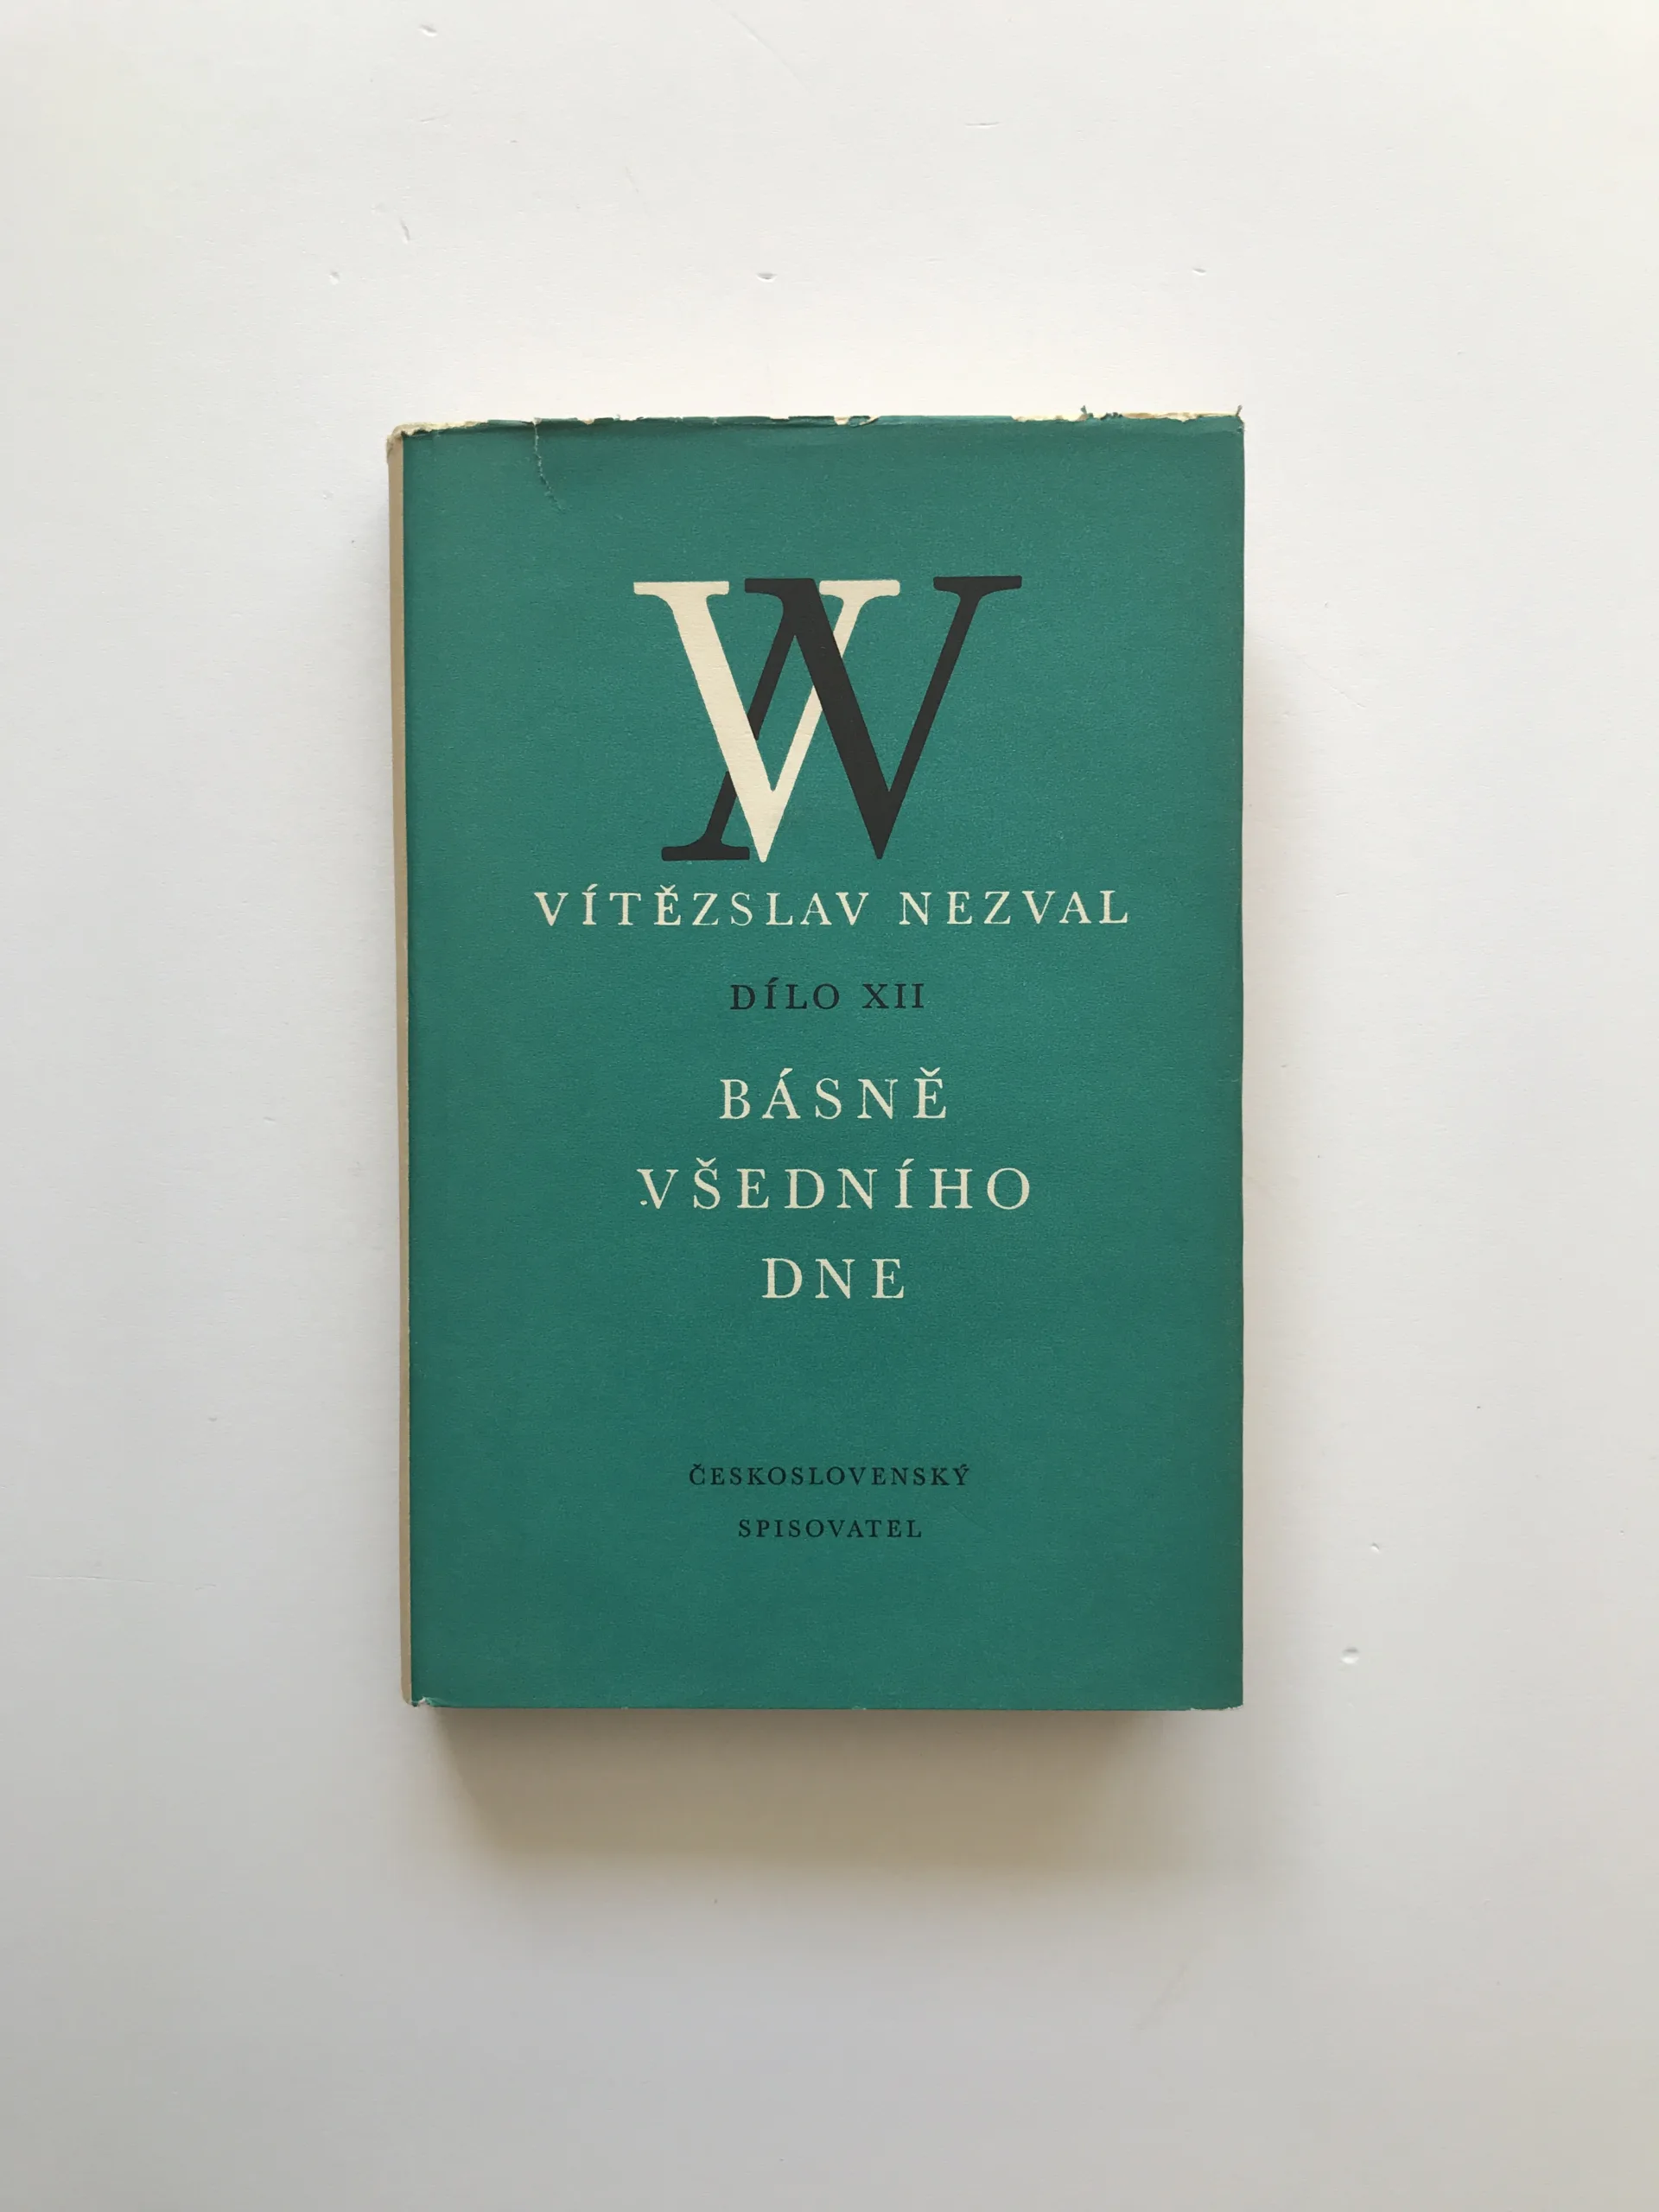 VN
VÍTĚZSLAV NEZVAL
DÍLO XII
BÁSNĚ
VŠEDNÍHO
DNE
ČESKOSLOVENSKÝ
SPISOVATEL